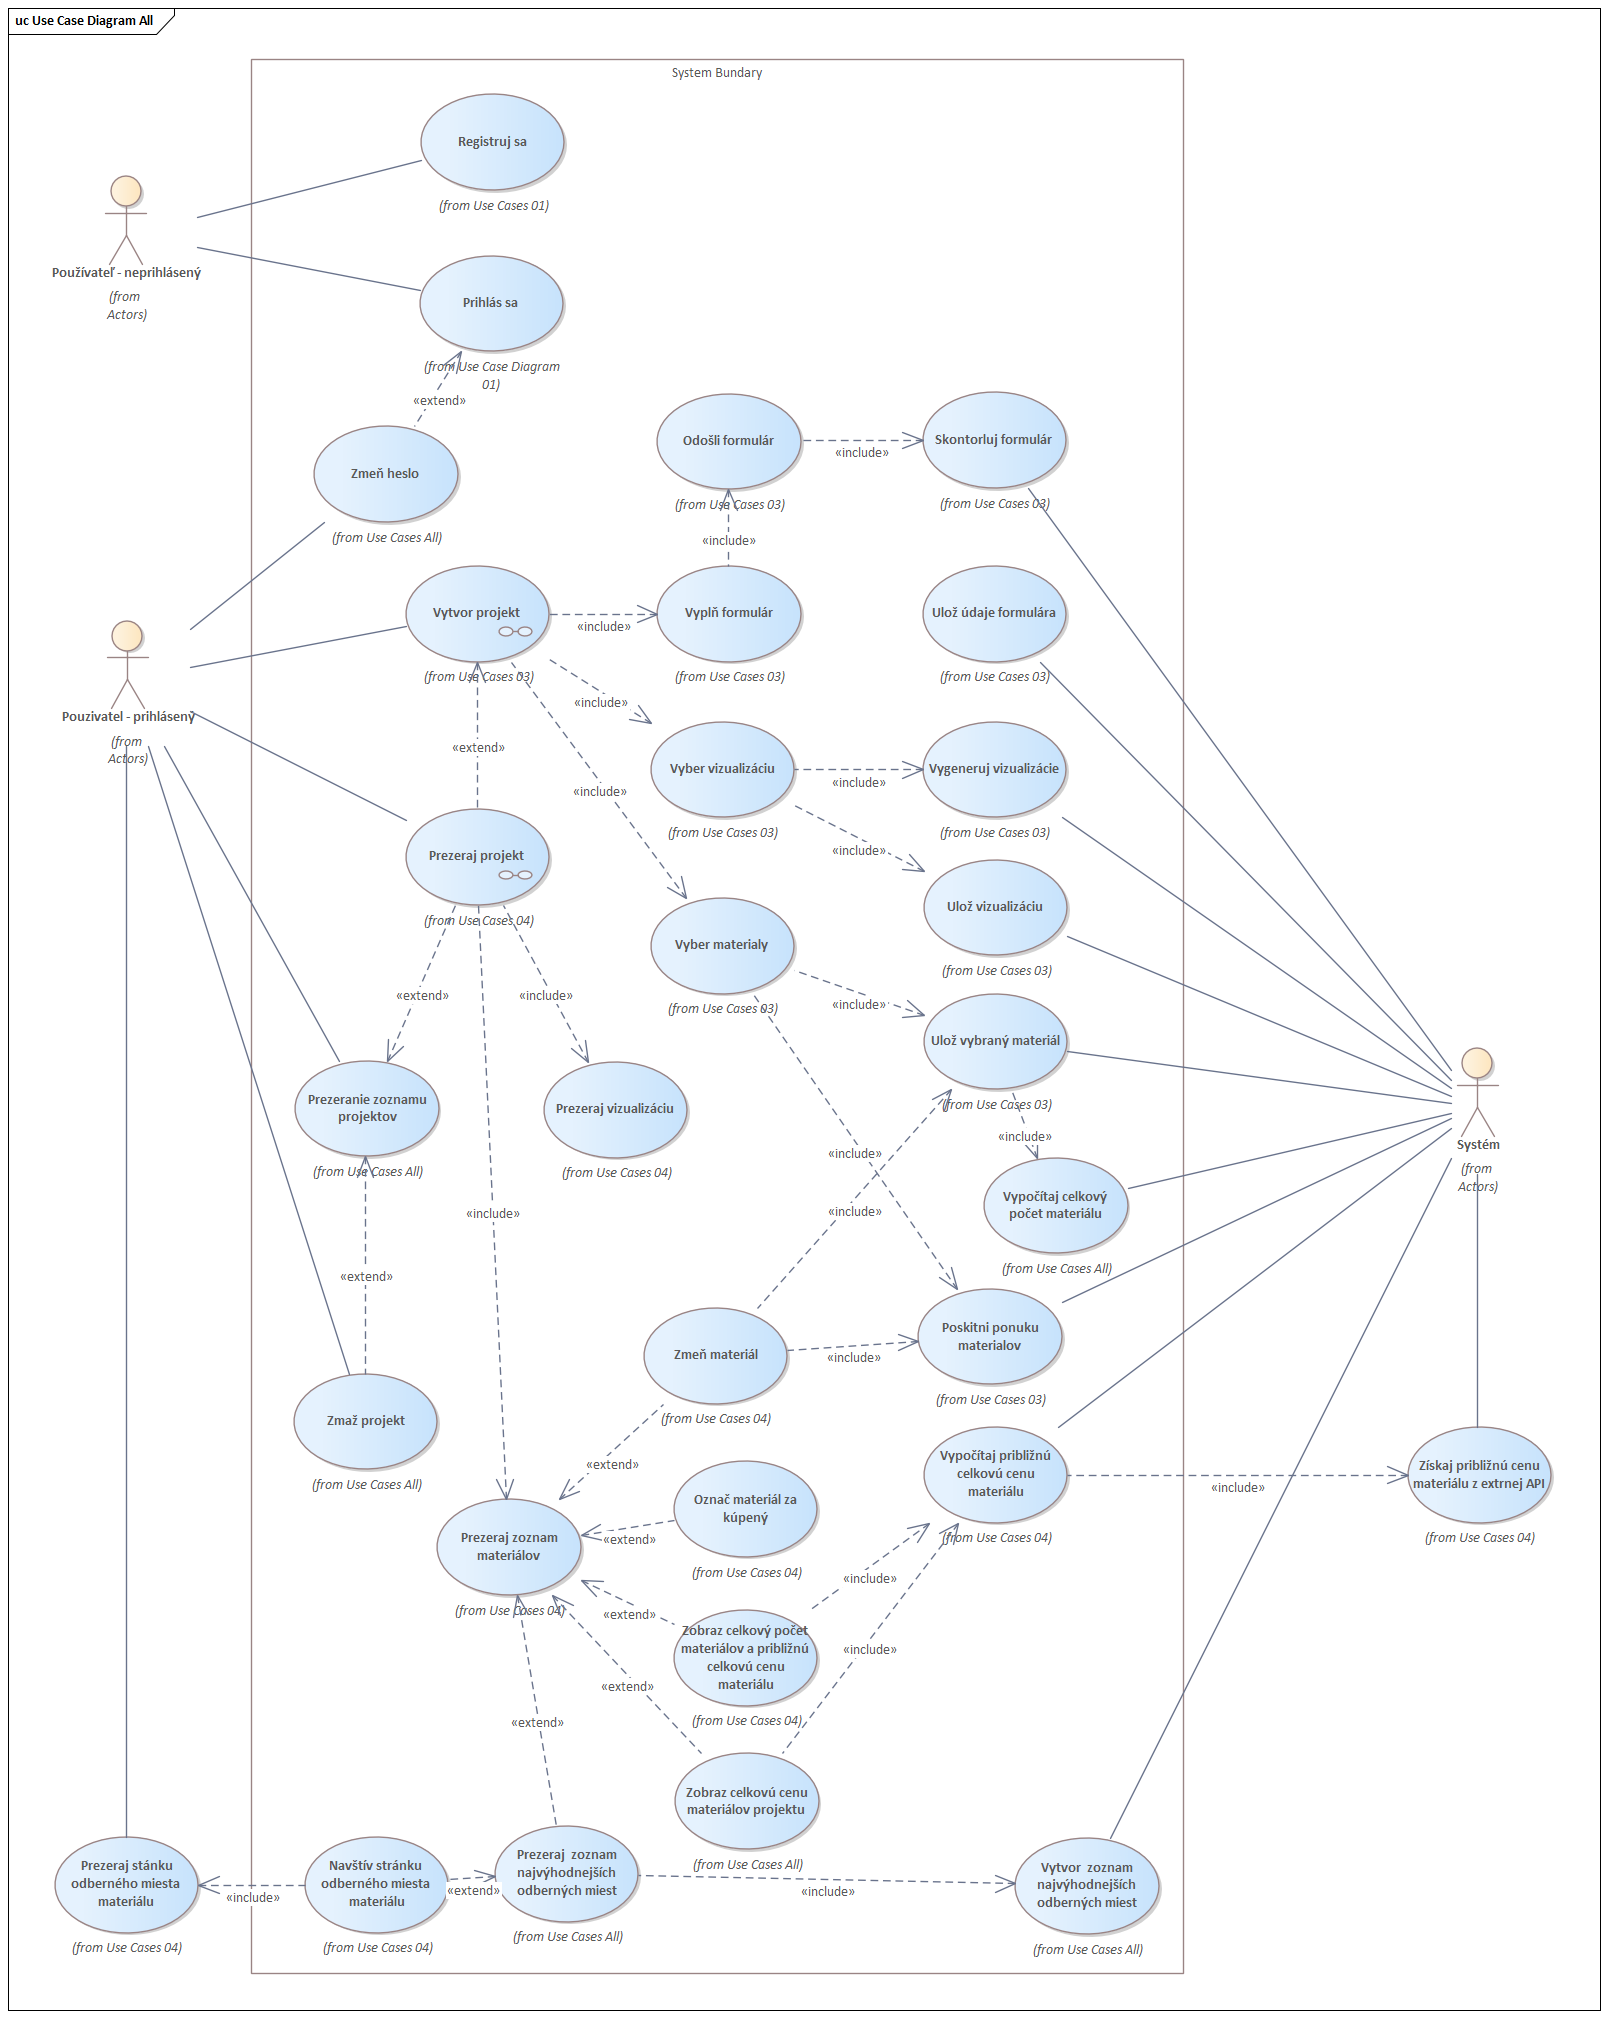 uc Use Case Diagram All
System Bundary
Registruj sa
(from Use Cases 01)
Používateľ - neprihlásený
(from
Actors)
Prihlás sa
(from Use Case Diagram
01)
«extend»
Zmeň heslo
(from Use Cases All)
Odošli formulár
(from Use Cases 03)
«include»
Skontorluj formulár
(from Use Cases 03)
«include»
Vytvor projekt
(from Use Cases 03)
«include»
Vyplň formulár
(from Use Cases 03)
Ulož údaje formulára
(from Use Cases 03)
Pouzivatel - prihlásený
(from
Actors)
«include»
«extend»
«include»
Vyber vizualizáciu
(from Use Cases 03)
«include»
Vygeneruj vizualizácie
(from Use Cases 03)
«include»
Prezeraj projekt
(from Use Cases 04)
Ulož vizualizáciu
(from Use Cases 03)
Vyber materialy
(from Use Cases 03)
«extend»
«include»
«include»
Ulož vybraný materiál
(from Use Cases 03)
Prezeranie zoznamu
projektov
(from Use Cases All)
Prezeraj vizualizáciu
(from Use Cases 04)
«include»
«include»
Systém
(from
Actors)
Vypočítaj celkový
počet materiálu
(from Use Cases All)
«include»
«include»
«extend»
Zmeň materiál
(from Use Cases 04)
«include»
Poskitni ponuku
materialov
(from Use Cases 03)
Zmaž projekt
(from Use Cases All)
«extend»
Vypočítaj približnú
celkovú cenu
materiálu
(from Use Cases 04)
«include»
Získaj približnú cenu
materiálu z extrnej API
(from Use Cases 04)
Označ materiál za
kúpený
(from Use Cases 04)
«extend»
Prezeraj zoznam
materiálov
(from Use Cases 04)
«include»
«extend»
Zobraz celkový počet
materiálov a približnú
celkovú cenu
materiálu
(from Use Cases 04)
«include»
«extend»
«extend»
Zobraz celkovú cenu
materiálov projektu
(from Use Cases All)
Prezeraj stánku
odberného miesta
materiálu
(from Use Cases 04)
«include»
Navštív stránku
odberného miesta
materiálu
(from Use Cases 04)
«extend»
Prezeraj  zoznam
najvýhodnejších
odberných miest
(from Use Cases All)
«include»
Vytvor  zoznam
najvýhodnejších
odberných miest
(from Use Cases All)